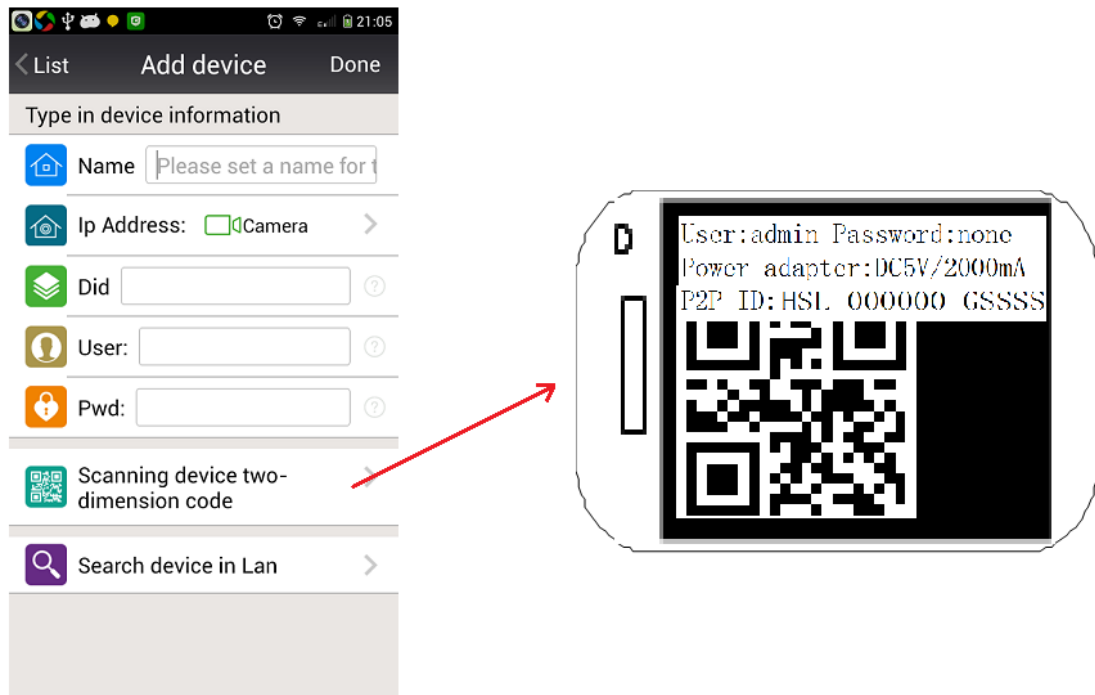 21:05
List
Add device
Done
Type in device information
Name
Please set a name for t
Ip Address:
Camera
Did
User:
Pwd:
Scanning device two-
dimension code
Search device in Lan
D
User:admin Password:none
Power adapter:DC5V/2000mA
P2P ID:HSL 000000 GSSSS